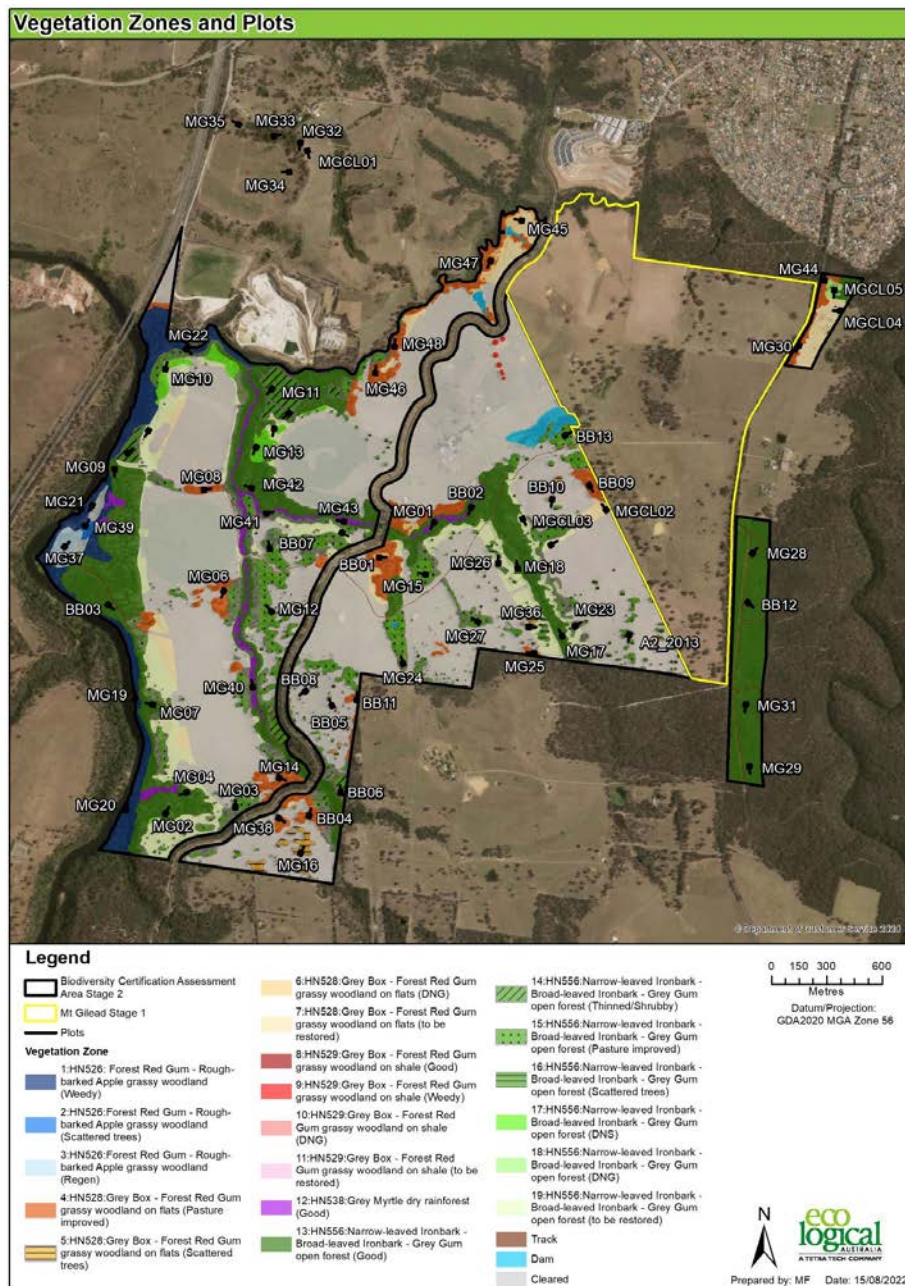 Vegetation Zones and Plots
MG35
MG33
MG32
MGCL01
MG34
MG45
MG47
MG44
MGCL05
MGCL04
MG30
MG22
MG48
MG10
MG11
MG46
MG13
BB13
MG09
MG08
MG42
BB02
BB10
BB09
MG21
MG39
MG41
MG43
MG01
MGCL03
MGCL02
MG37
BB07
BB01
MG26
MG28
MG06
MG15
MG18
BB03
MG12
MG36
MG23
BB12
MG27
A2_2013
MG25
MG17
MG24
MG40
BB08
MG19
MG07
BB05
BB11
MG31
MG14
MG29
MG04
MG03
BB06
MG20
MG02
MG38
BB04
MG16
© Department of Customer Service 2020
Legend
Biodiversity Certification Assessment
Area Stage 2
Mt Gilead Stage 1
Plots
Vegetation Zone
1:HN526: Forest Red Gum - Rough-
barked Apple grassy woodland
(Weedy)
2:HN526:Forest Red Gum - Rough-
barked Apple grassy woodland
(Scattered trees)
3:HN526:Forest Red Gum - Rough-
barked Apple grassy woodland
(Regen)
4:HN528:Grey Box - Forest Red Gum
grassy woodland on flats (Pasture
improved)
5:HN528:Grey Box - Forest Red Gum
grassy woodland on flats (Scattered
trees)
6:HN528:Grey Box - Forest Red Gum
grassy woodland on flats (DNG)
7:HN528:Grey Box - Forest Red Gum
grassy woodland on flats (to be
restored)
8:HN529:Grey Box - Forest Red Gum
grassy woodland on shale (Good)
9:HN529:Grey Box - Forest Red Gum
grassy woodland on shale (Weedy)
10:HN529:Grey Box - Forest Red
Gum grassy woodland on shale
(DNG)
11:HN529:Grey Box - Forest Red
Gum grassy woodland on shale (to be
restored)
12:HN538:Grey Myrtle dry rainforest
(Good)
13:HN556:Narrow-leaved Ironbark -
Broad-leaved Ironbark - Grey Gum
open forest (Good)
14:HN556:Narrow-leaved Ironbark -
Broad-leaved Ironbark - Grey Gum
open forest (Thinned/Shrubby)
15:HN556:Narrow-leaved Ironbark -
Broad-leaved Ironbark - Grey Gum
open forest (Pasture improved)
16:HN556:Narrow-leaved Ironbark -
Broad-leaved Ironbark - Grey Gum
open forest (Scattered trees)
17:HN556:Narrow-leaved Ironbark -
Broad-leaved Ironbark - Grey Gum
open forest (DNS)
18:HN556:Narrow-leaved Ironbark -
Broad-leaved Ironbark - Grey Gum
open forest (DNG)
19:HN556:Narrow-leaved Ironbark -
Broad-leaved Ironbark - Grey Gum
open forest (to be restored)
Track
Dam
Cleared
0 150 300 600
Metres
Datum/Projection:
GDA2020 MGA Zone 56
N
eco
logical
AUSTRALIA
A TETRA TECH COMPANY
Prepared by: MF Date: 15/08/2022